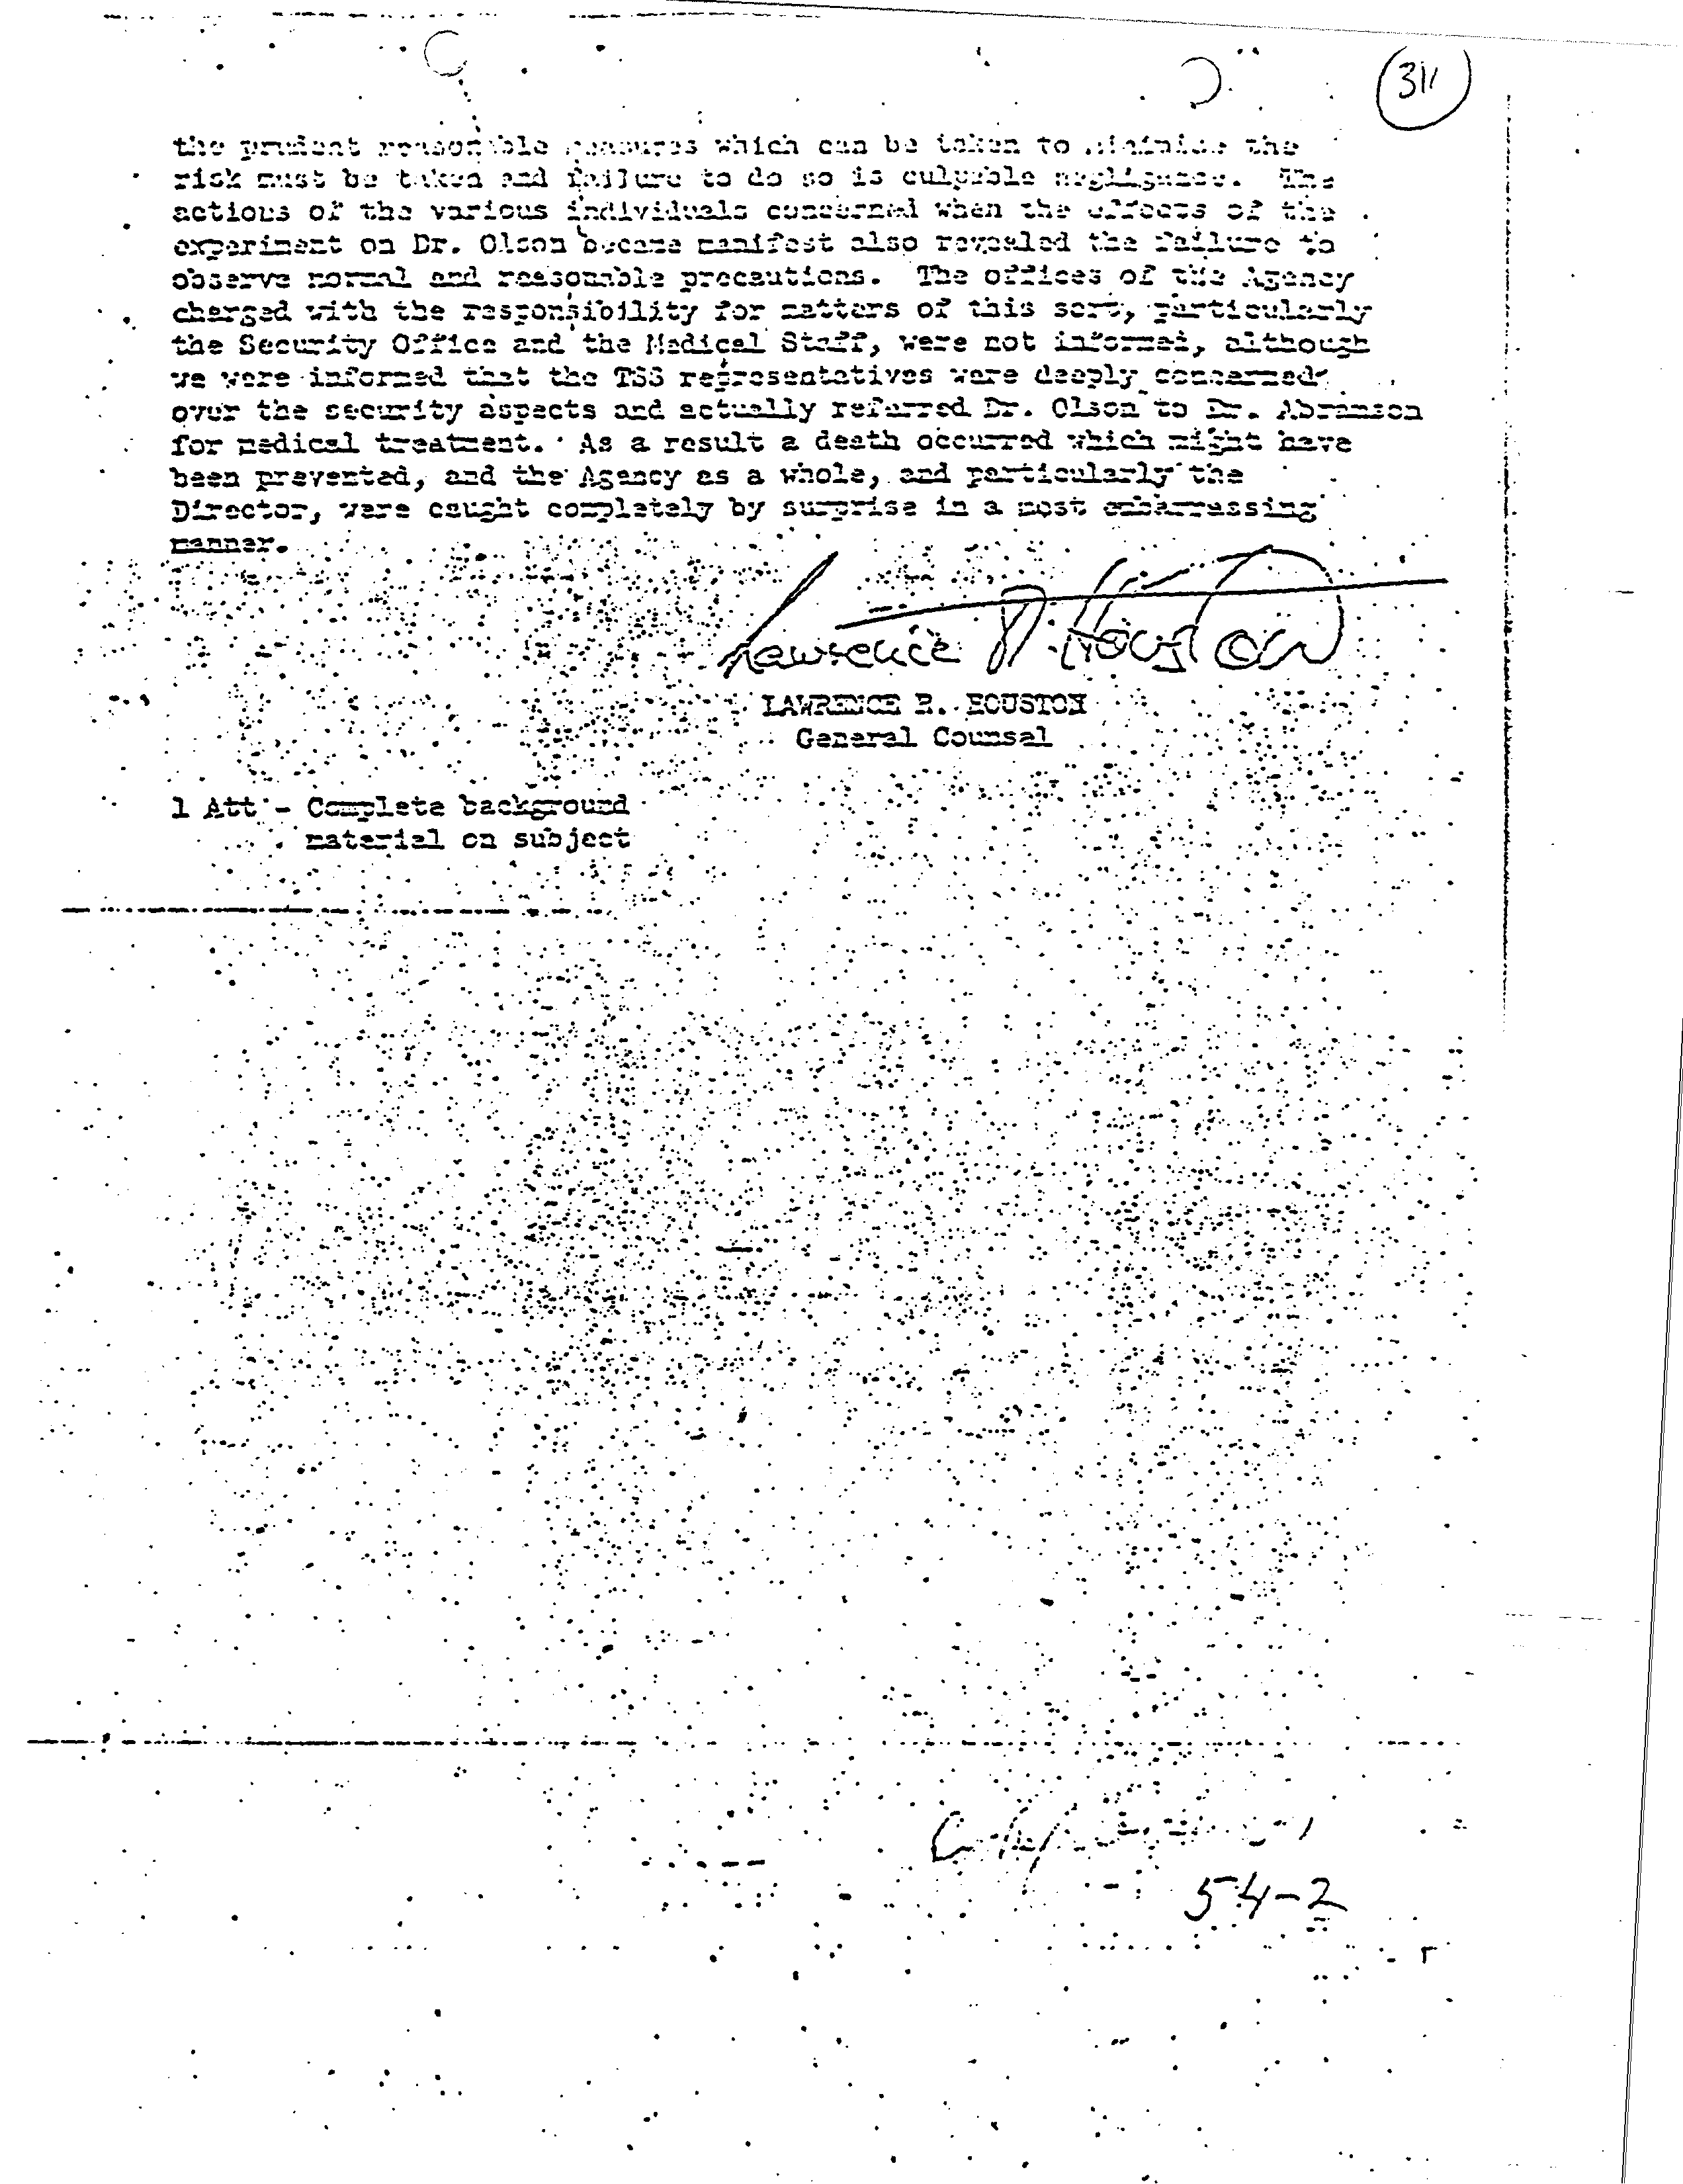 311
the prudent reasonable measures which can be taken to minimize the
risk must be taken and failure to do so is culpable negligence. The
actions of the various individuals concerned when the effects of the
experiment on Dr. Olson became manifest also revealed the failure to
observe normal and reasonable precautions. The offices of the Agency
charged with the responsibility for matters of this sort, particularly
the Security Office and the Medical Staff, were not informed, although
we were informed that the TSS representatives were deeply concerned
over the security aspects and actually referred Dr. Olson to Dr. Abramson
for medical treatment. As a result a death occurred which might have
been prevented, and the Agency as a whole, and particularly the
Director, were caught completely by surprise in a most embarrassing
manner.
Lawrence R. Houston
LAWRENCE R. HOUSTON
General Counsel
1 Att - Complete background
material on subject
54-2